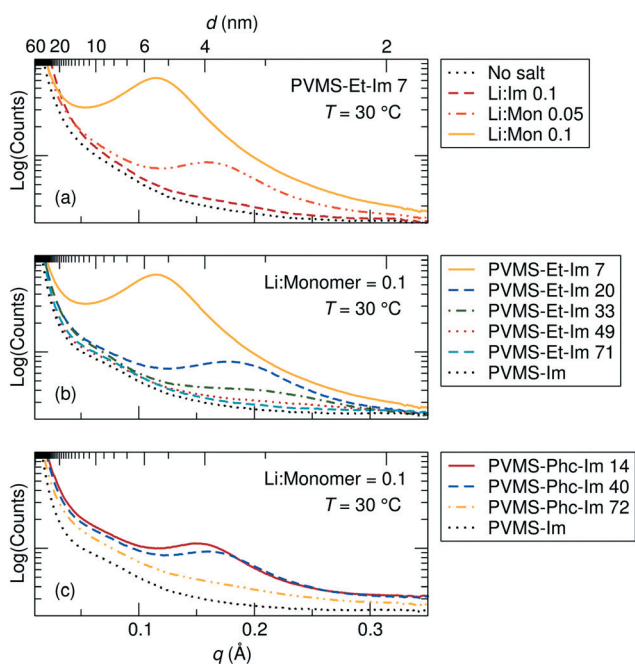 d (nm)
60 20 10 6 4 2
PVMS-Et-Im 7
T = 30 °C
Log(Counts)
(a)
No salt
Li:Im 0.1
Li:Mon 0.05
Li:Mon 0.1
Li:Monomer = 0.1
T = 30 °C
Log(Counts)
(b)
PVMS-Et-Im 7
PVMS-Et-Im 20
PVMS-Et-Im 33
PVMS-Et-Im 49
PVMS-Et-Im 71
PVMS-Im
Li:Monomer = 0.1
T = 30 °C
Log(Counts)
(c)
PVMS-Phc-Im 14
PVMS-Phc-Im 40
PVMS-Phc-Im 72
PVMS-Im
0.1 0.2 0.3
q (Å)